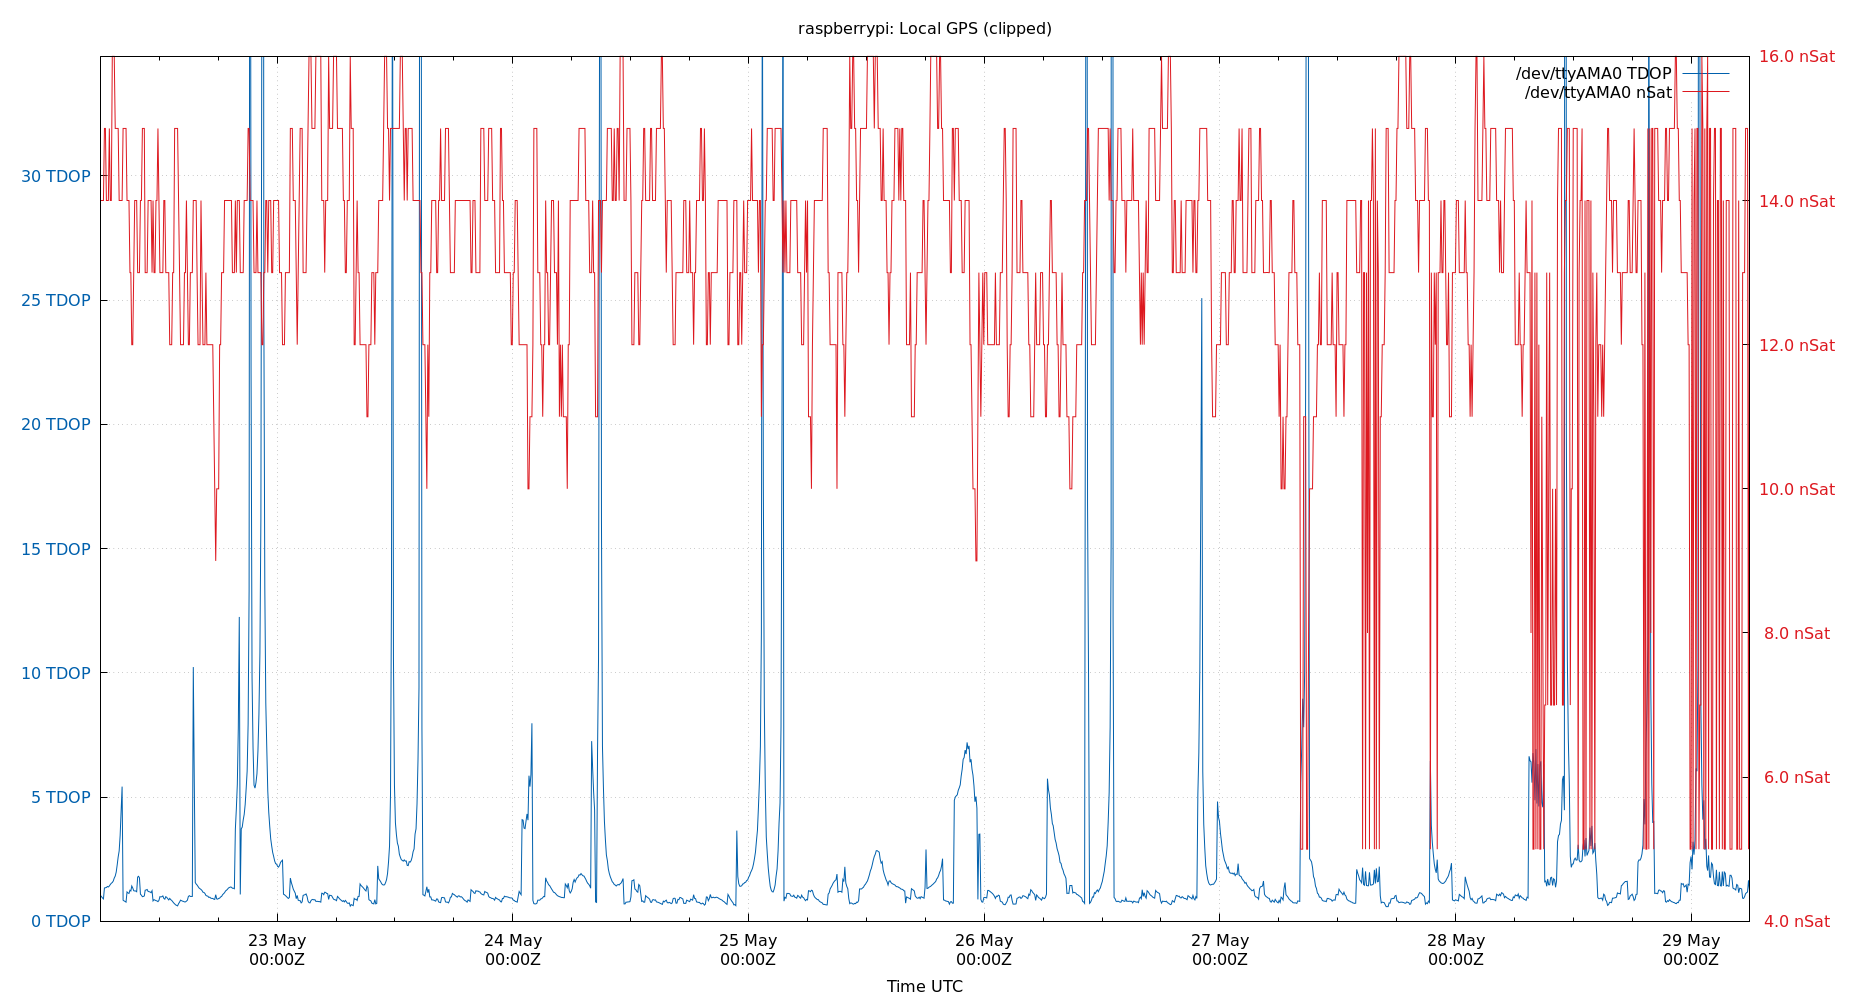 raspberrypi: Local GPS (clipped)
16.0 nSat
/dev/ttyAMA0 TDOP
/dev/ttyAMA0 nSat
30 TDOP
14.0 nSat
25 TDOP
12.0 nSat
20 TDOP
10.0 nSat
15 TDOP
8.0 nSat
10 TDOP
6.0 nSat
5 TDOP
0 TDOP
4.0 nSat
23 May 24 May 25 May 26 May 27 May 28 May 29 May
00:00Z 00:00Z 00:00Z 00:00Z 00:00Z 00:00Z 00:00Z
Time UTC